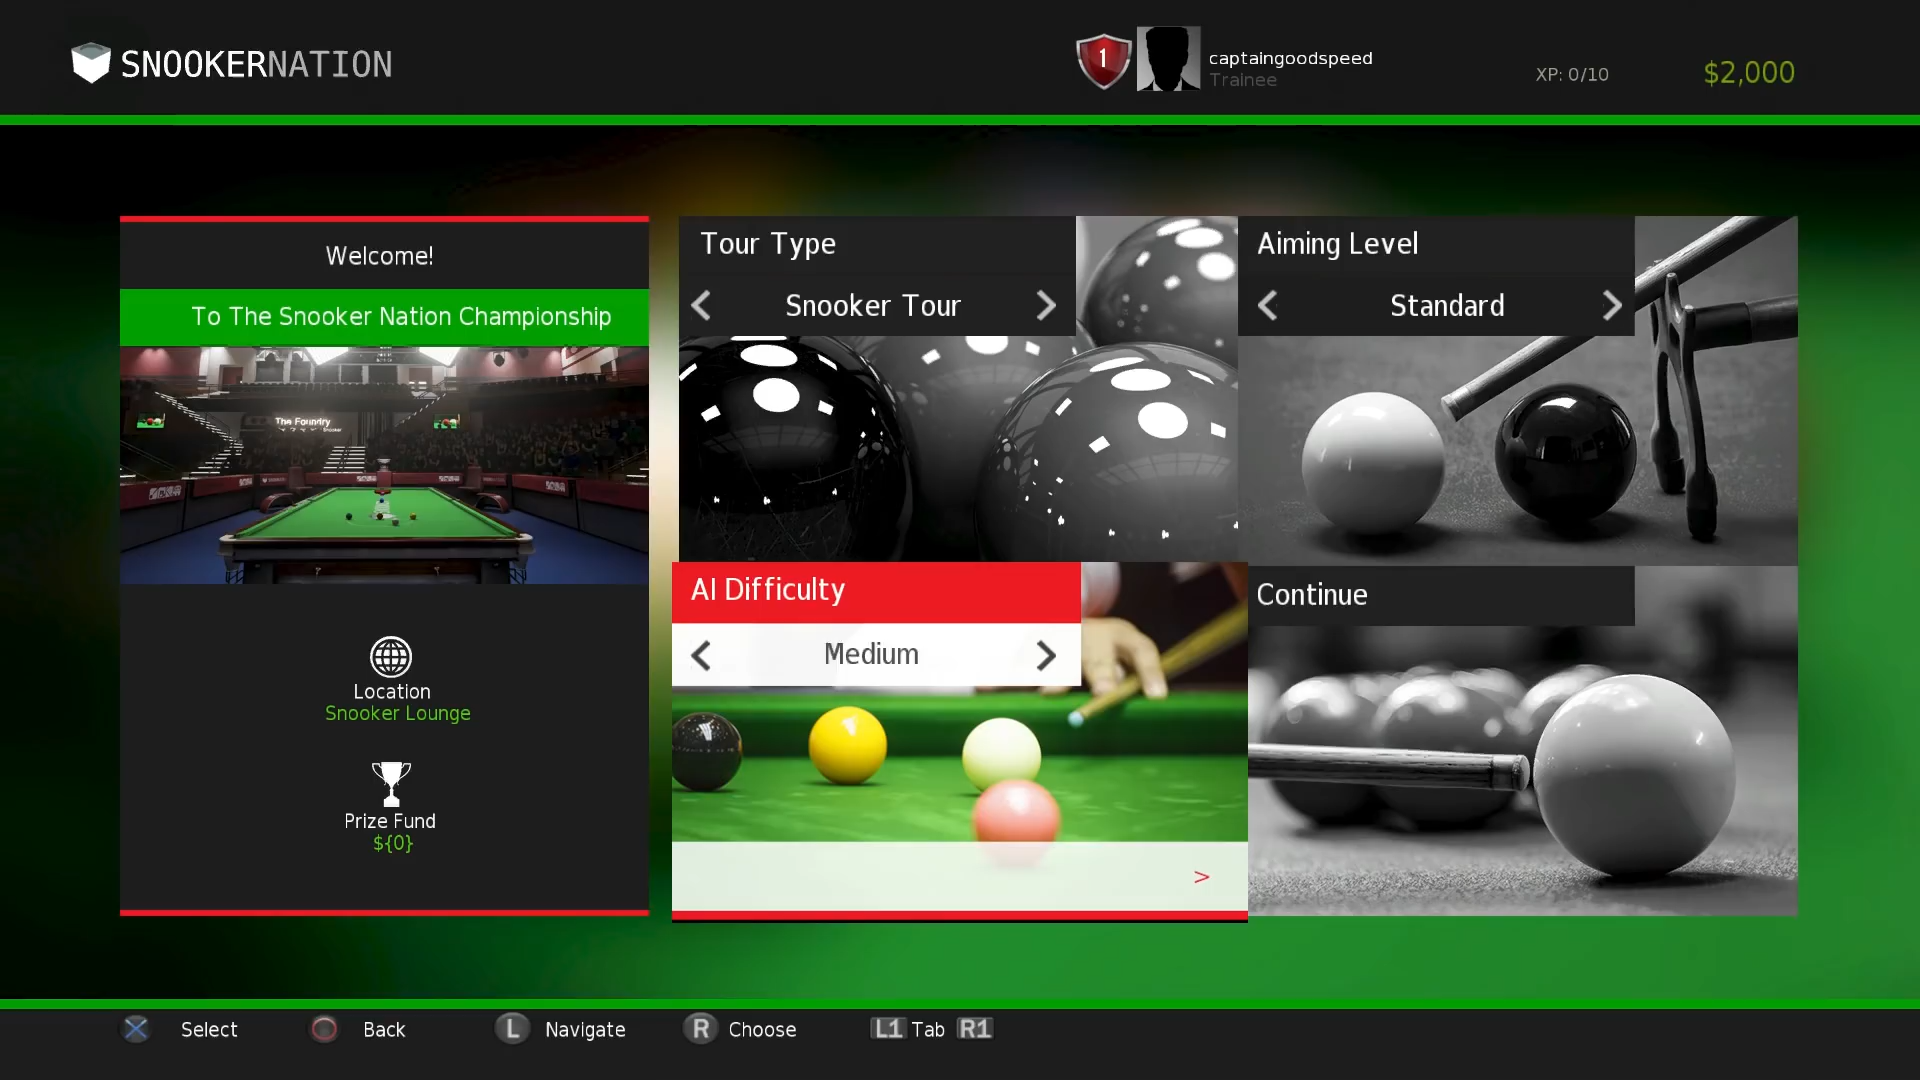 SNOOKERNATION
1
captaingoodspeed
Trainee
XP: 0/10
$2,000
Welcome!
To The Snooker Nation Championship
The Foundry
Snooker
Location
Snooker Lounge
Prize Fund
${0}
Tour Type
Snooker Tour
Aiming Level
Standard
AI Difficulty
Medium
>
Continue
Select
Back
L Navigate
R Choose
L1 Tab R1